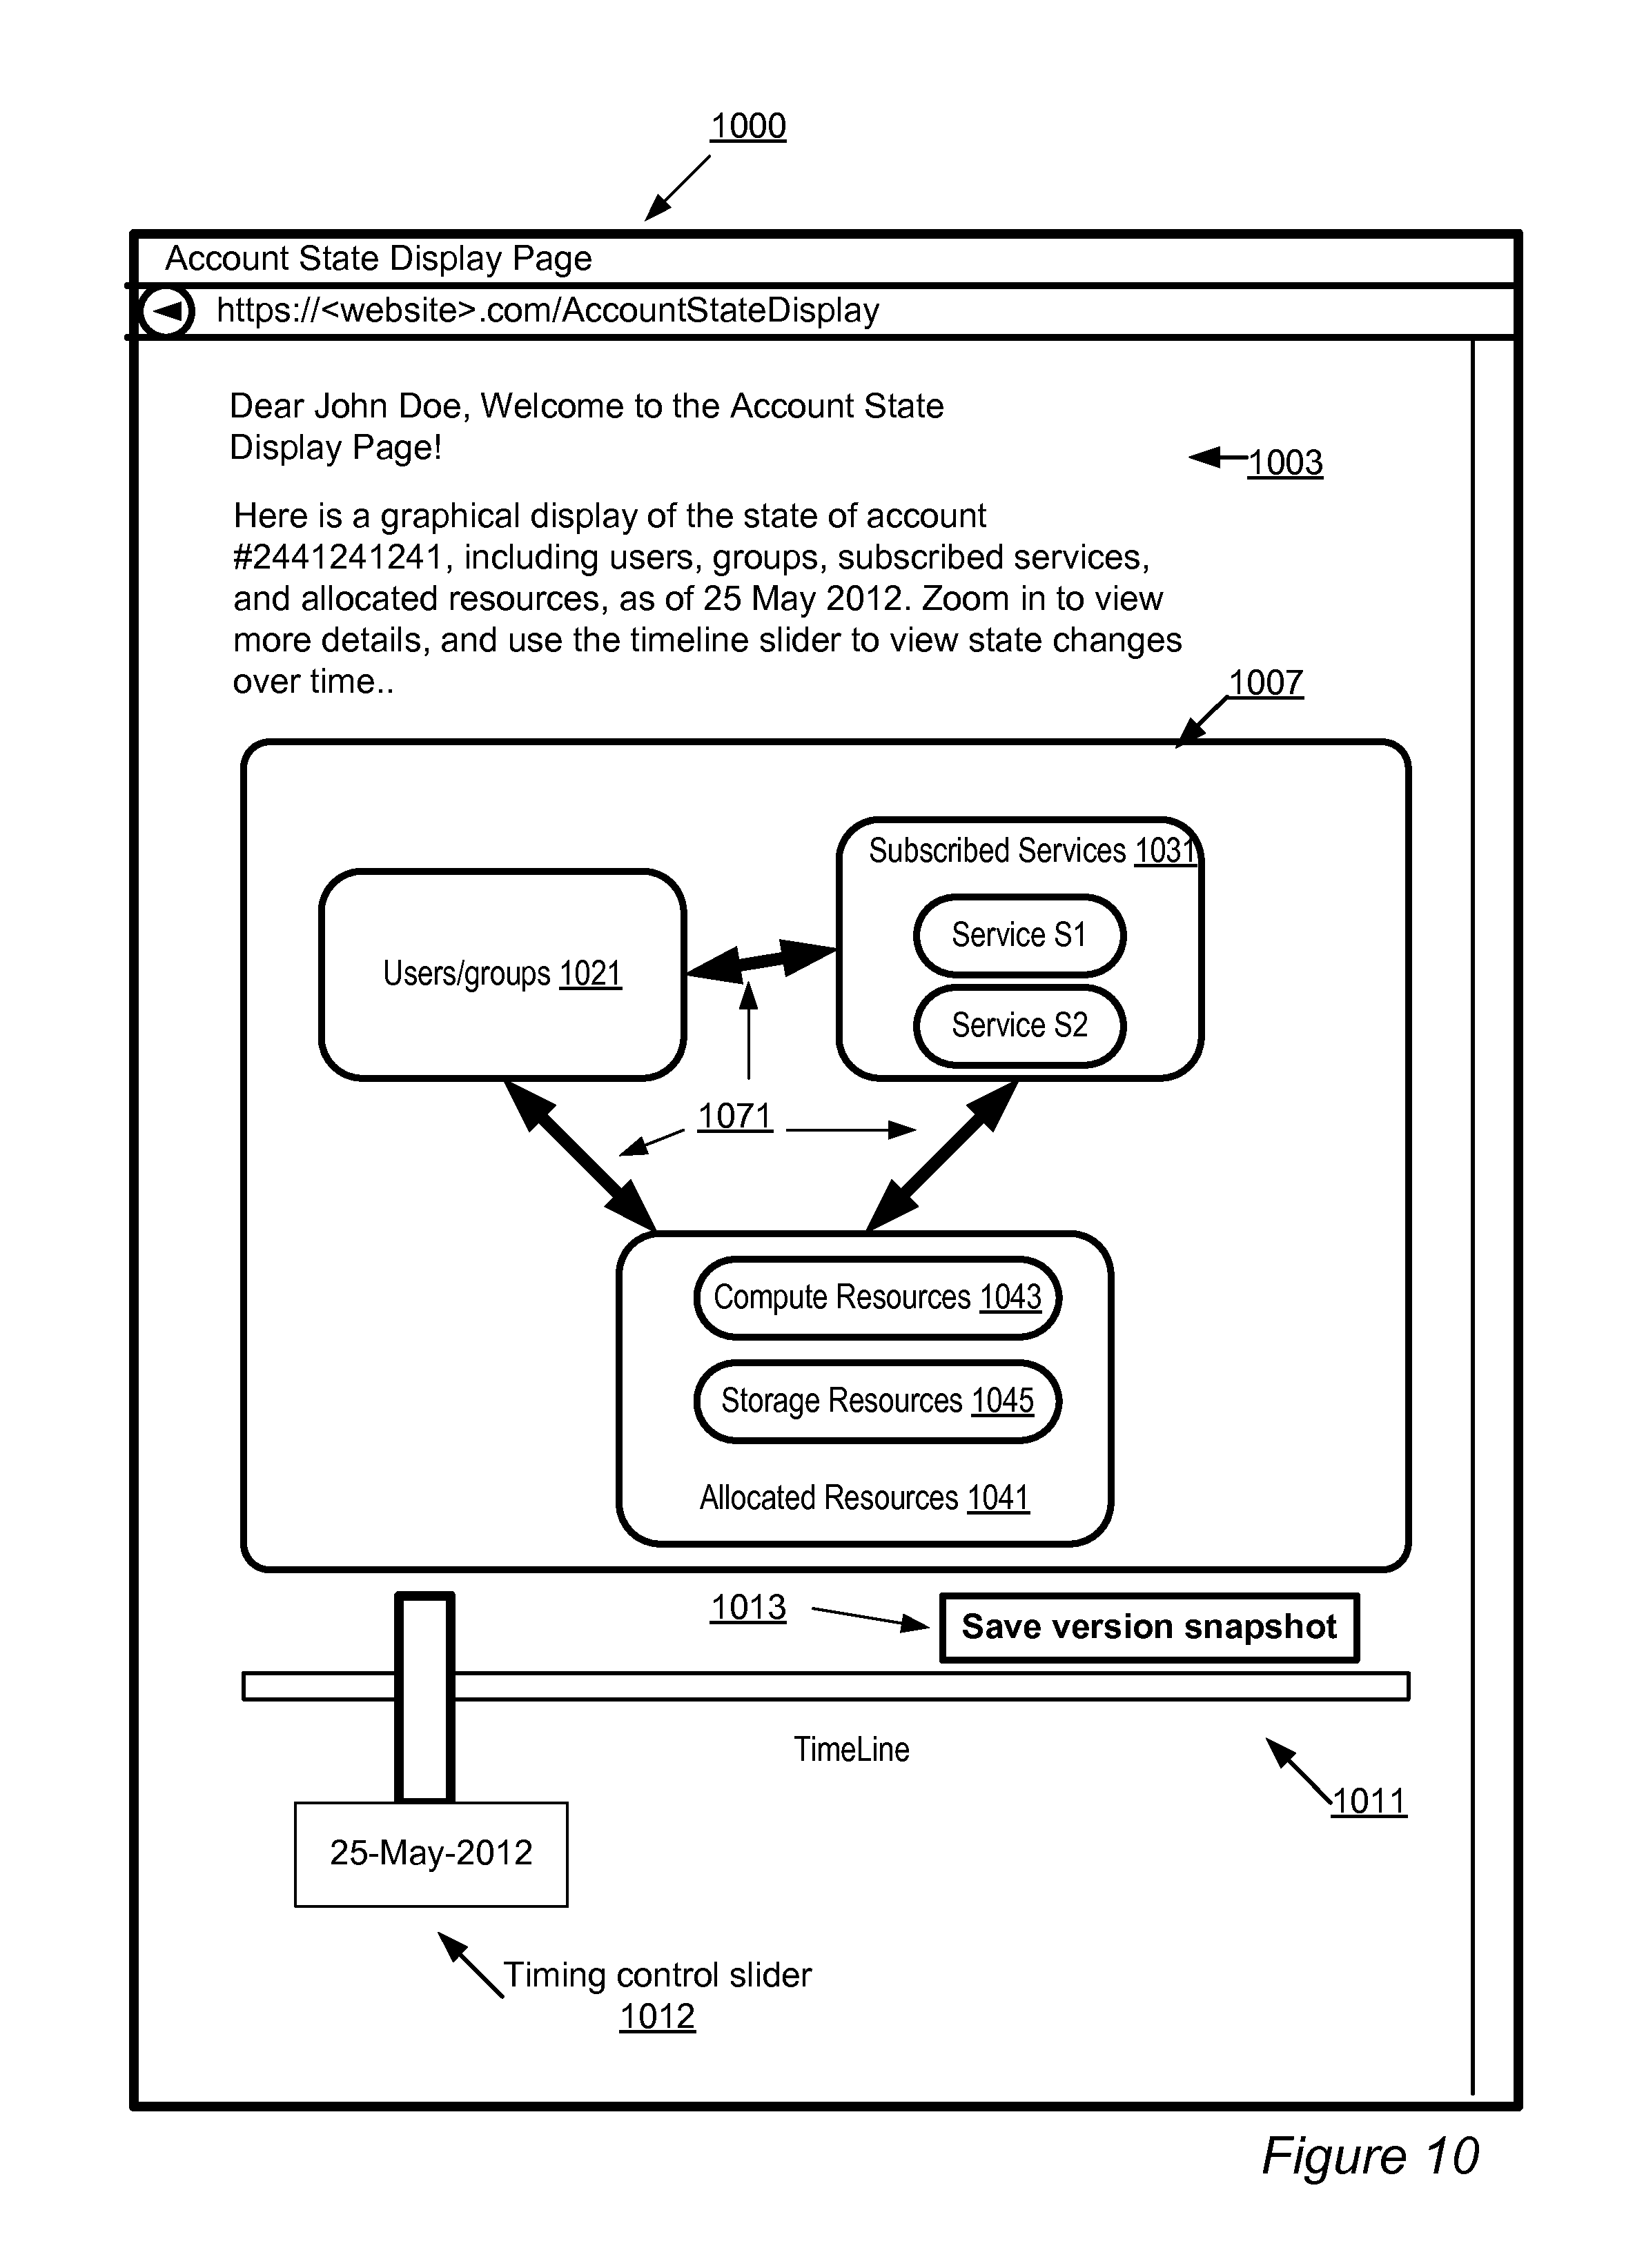 1000
Account State Display Page
https://<website>.com/AccountStateDisplay
Dear John Doe, Welcome to the Account State
Display Page!
1003
Here is a graphical display of the state of account
#2441241241, including users, groups, subscribed services,
and allocated resources, as of 25 May 2012. Zoom in to view
more details, and use the timeline slider to view state changes
over time..
1007
Subscribed Services 1031
Service S1
Users/groups 1021
Service S2
1071
Compute Resources 1043
Storage Resources 1045
Allocated Resources 1041
1013
Save version snapshot
TimeLine
1011
25-May-2012
Timing control slider
1012
Figure 10